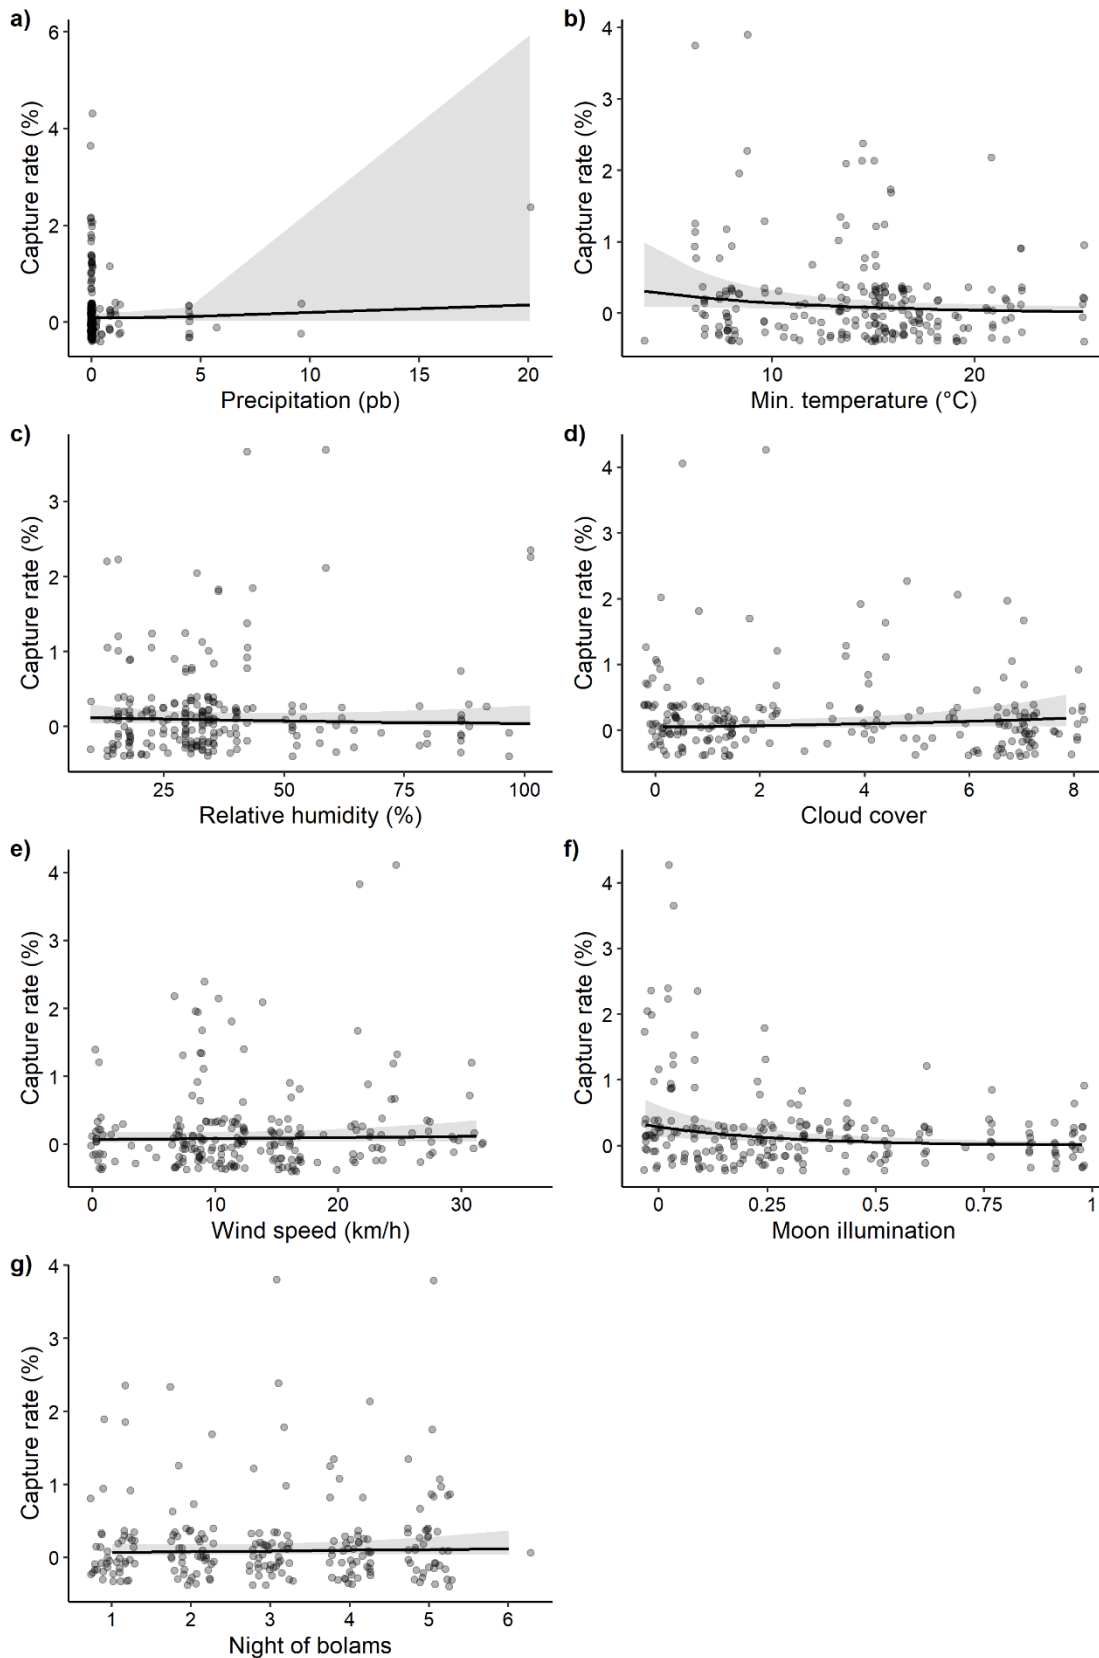 a)
6
4
2
0
Capture rate (%)
0 5 10 15 20
Precipitation (pb)
b)
4
3
2
1
0
Capture rate (%)
10 20
Min. temperature (°C)
c)
3
2
1
0
Capture rate (%)
25 50 75 100
Relative humidity (%)
d)
4
3
2
1
0
Capture rate (%)
0 2 4 6 8
Cloud cover
e)
4
3
2
1
0
Capture rate (%)
0 10 20 30
Wind speed (km/h)
f)
4
3
2
1
0
Capture rate (%)
0 0.25 0.5 0.75 1
Moon illumination
g)
4
3
2
1
0
Capture rate (%)
1 2 3 4 5 6
Night of bolams